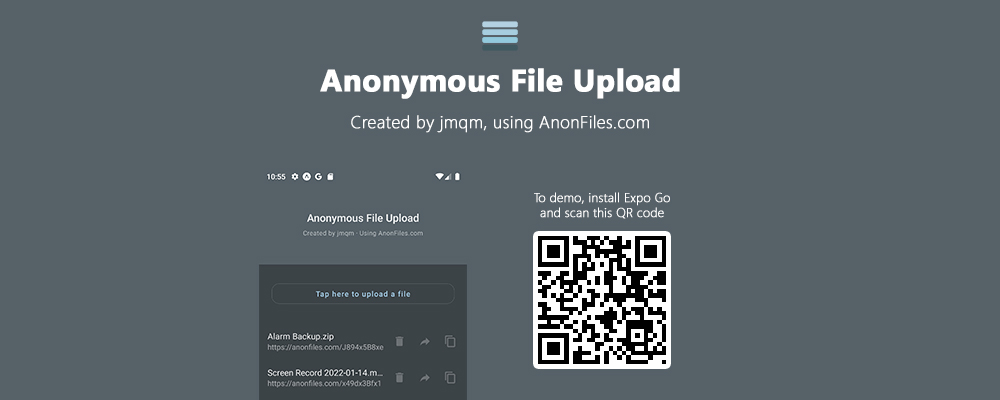 Anonymous File Upload
Created by jmqm, using AnonFiles.com
10:55
Anonymous File Upload
Created by jmqm · Using AnonFiles.com
Tap here to upload a file
Alarm Backup.zip
https://anonfiles.com/J894x5B8xe
Screen Record 2022-01-14.m...
https://anonfiles.com/x49dx3Bfx1
To demo, install Expo Go
and scan this QR code